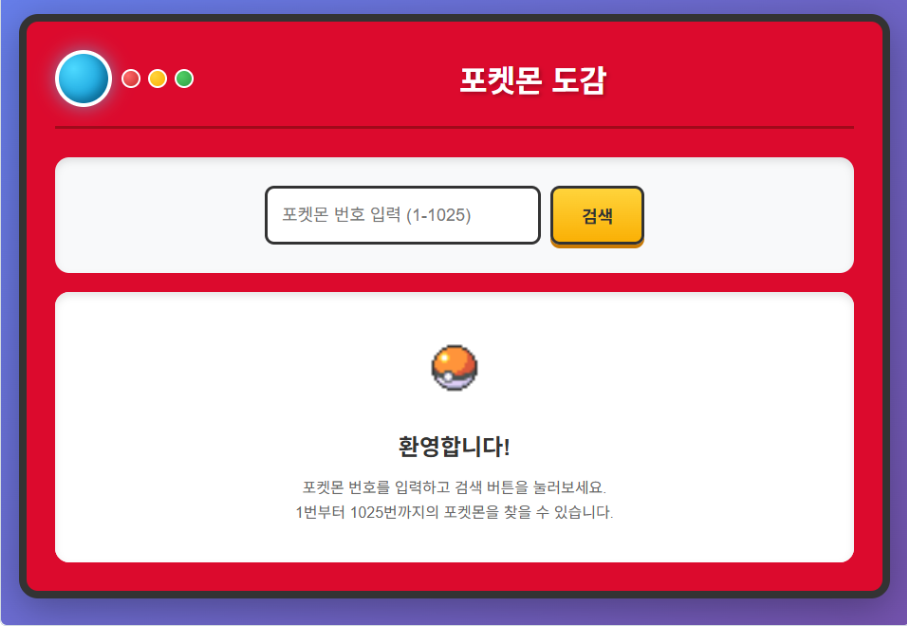 포켓몬 도감
포켓몬 번호 입력 (1-1025)
검색
환영합니다!
포켓몬 번호를 입력하고 검색 버튼을 눌러보세요.
1번부터 1025번까지의 포켓몬을 찾을 수 있습니다.